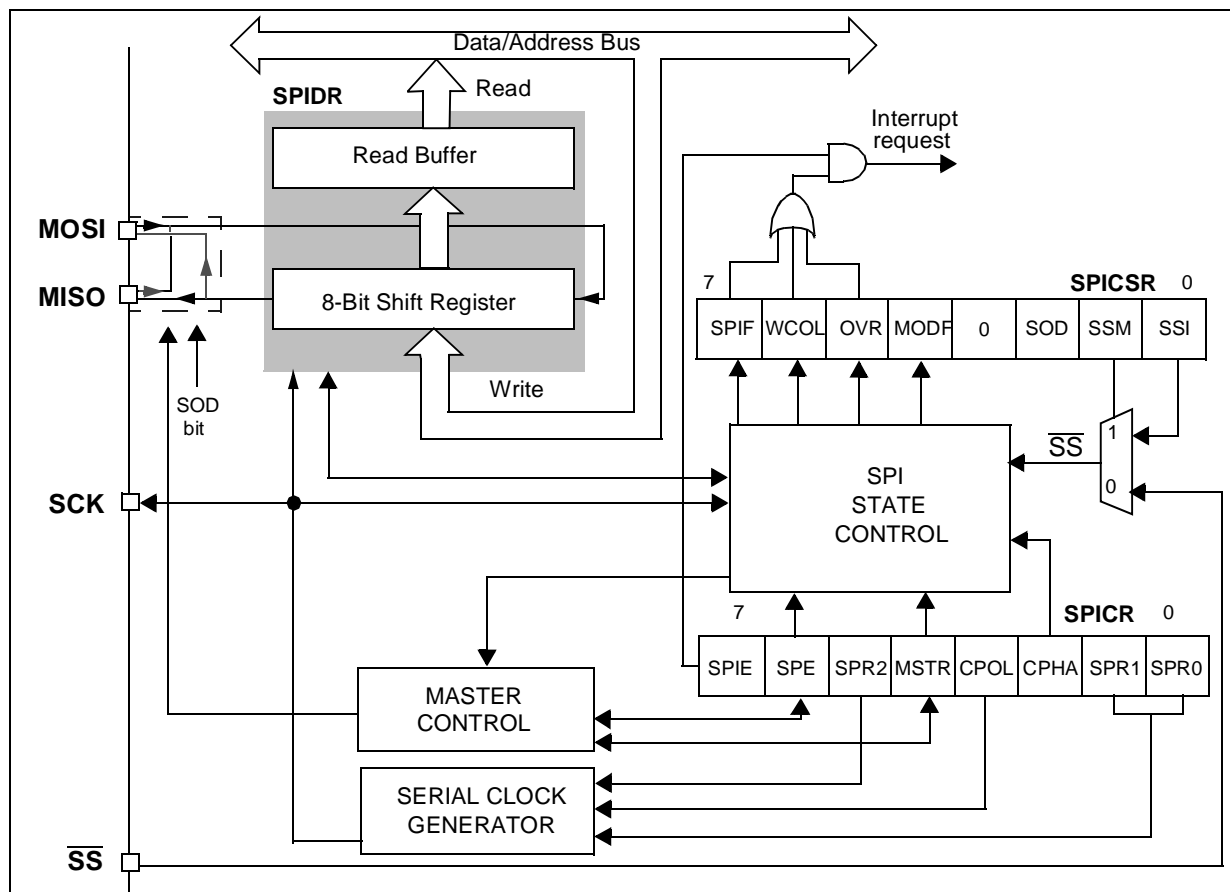 Data/Address Bus
SPIDR
Read
Read Buffer
Interrupt
request
MOSI
MISO
8-Bit Shift Register
Write
SOD
bit
7
SPICSR
0
SPIF WCOL OVR MODF 0 SOD SSM SSI
SS
1
0
SCK
SPI
STATE
CONTROL
7
SPICR
0
SPIE SPE SPR2 MSTR CPOL CPHA SPR1 SPR0
MASTER
CONTROL
SERIAL CLOCK
GENERATOR
SS